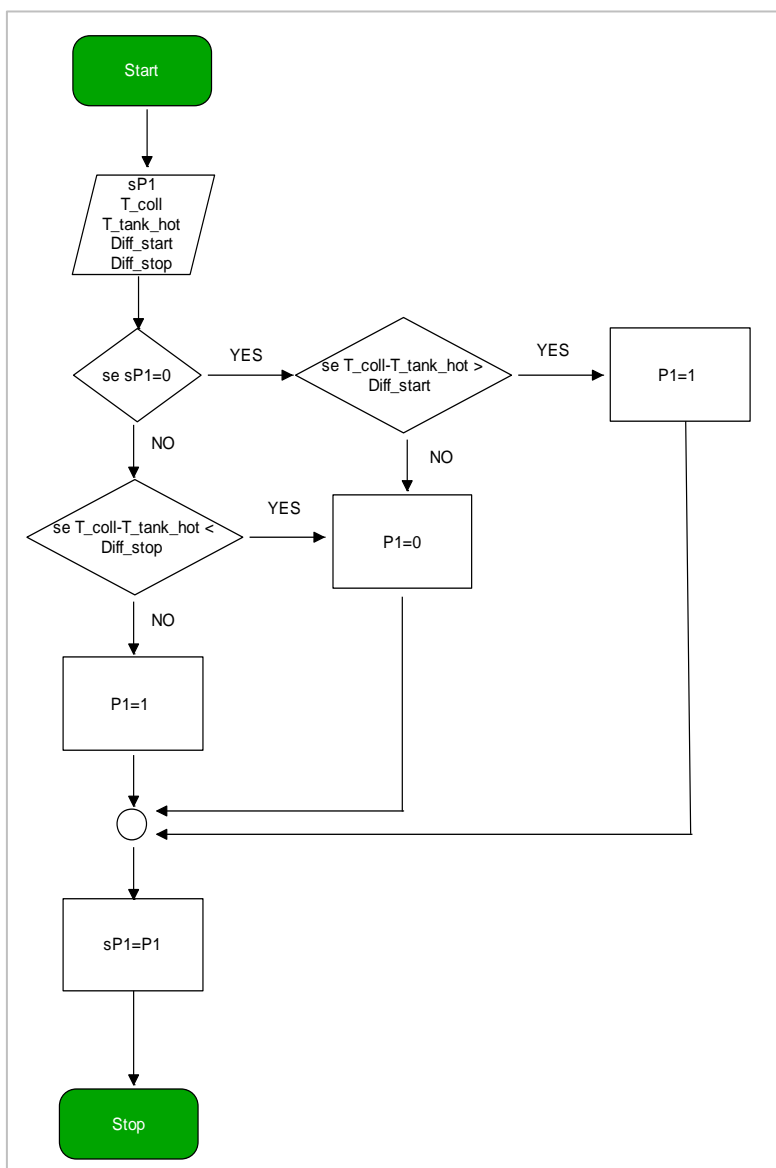 Start
sP1
T_coll
T_tank_hot
Diff_start
Diff_stop
se sP1=0
YES
se T_coll-T_tank_hot >
Diff_start
YES
P1=1
NO
NO
se T_coll-T_tank_hot <
Diff_stop
YES
P1=0
NO
P1=1
sP1=P1
Stop